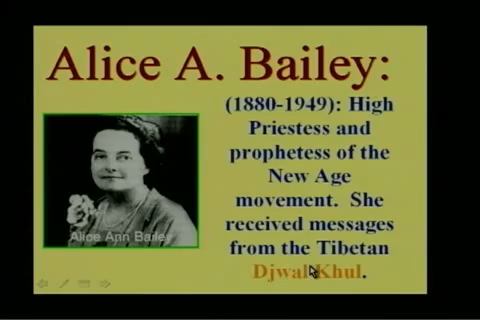 Alice A. Bailey:
(1880-1949): High
Priestess and
prophetess of the
New Age
movement. She
received messages
from the Tibetan
Djwal Khul.
Alice Ann Bailey